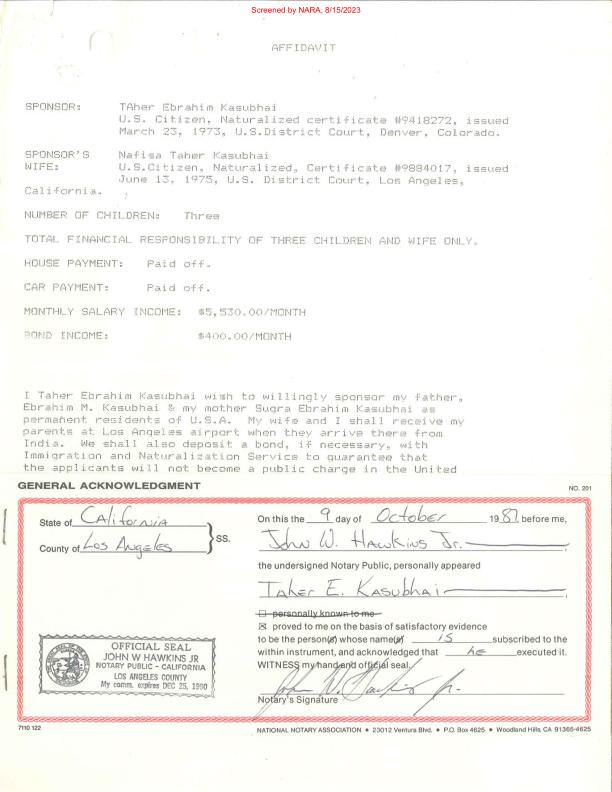 Screened by NARA, 8/15/2023
AFFIDAVIT
SPONSOR: TAher Ebrahim Kasubhai
U.S. Citizen, Naturalized certificate #9418272, issued
March 23, 1973, U.S.District Court, Denver, Colorado.
SPONSOR'S Nafisa Taher Kasubhai
WIFE: U.S.Citizen, Naturalized, Certificate #9884017, issued
June 13, 1975, U.S. District Court, Los Angeles,
California.
NUMBER OF CHILDREN: Three
TOTAL FINANCIAL RESPONSIBILITY OF THREE CHILDREN AND WIFE ONLY.
HOUSE PAYMENT: Paid off.
CAR PAYMENT: Paid off.
MONTHLY SALARY INCOME: $5,530.00/MONTH
BOND INCOME: $400.00/MONTH
I Taher Ebrahim Kasubhai wish to willingly sponsor my father,
Ebrahim M. Kasubhai & my mother Sugra Ebrahim Kasubhai as
permanent residents of U.S.A. My wife and I shall receive my
parents at Los Angeles airport when they arrive there from
India. We shall also deposit a bond, if necessary, with
Immigration and Naturalization Service to guarantee that
the applicants will not become a public charge in the United
GENERAL ACKNOWLEDGMENT NO. 201
State of California
County of Los Angeles } SS.
On this the 9 day of October 1987, before me,
John W. Hawkins Jr.
the undersigned Notary Public, personally appeared
Taher E. Kasubhai
☐ personally known to me
☒ proved to me on the basis of satisfactory evidence
to be the person(s) whose name(s) is subscribed to the
within instrument, and acknowledged that he executed it.
WITNESS my hand and official seal.
John W. Hawkins Jr.
Notary's Signature
OFFICIAL SEAL
JOHN W HAWKINS JR
NOTARY PUBLIC - CALIFORNIA
LOS ANGELES COUNTY
My comm. expires DEC 25, 1990
7110 122
NATIONAL NOTARY ASSOCIATION • 23012 Ventura Blvd. • P.O. Box 4625 • Woodland Hills, CA 91365-4625